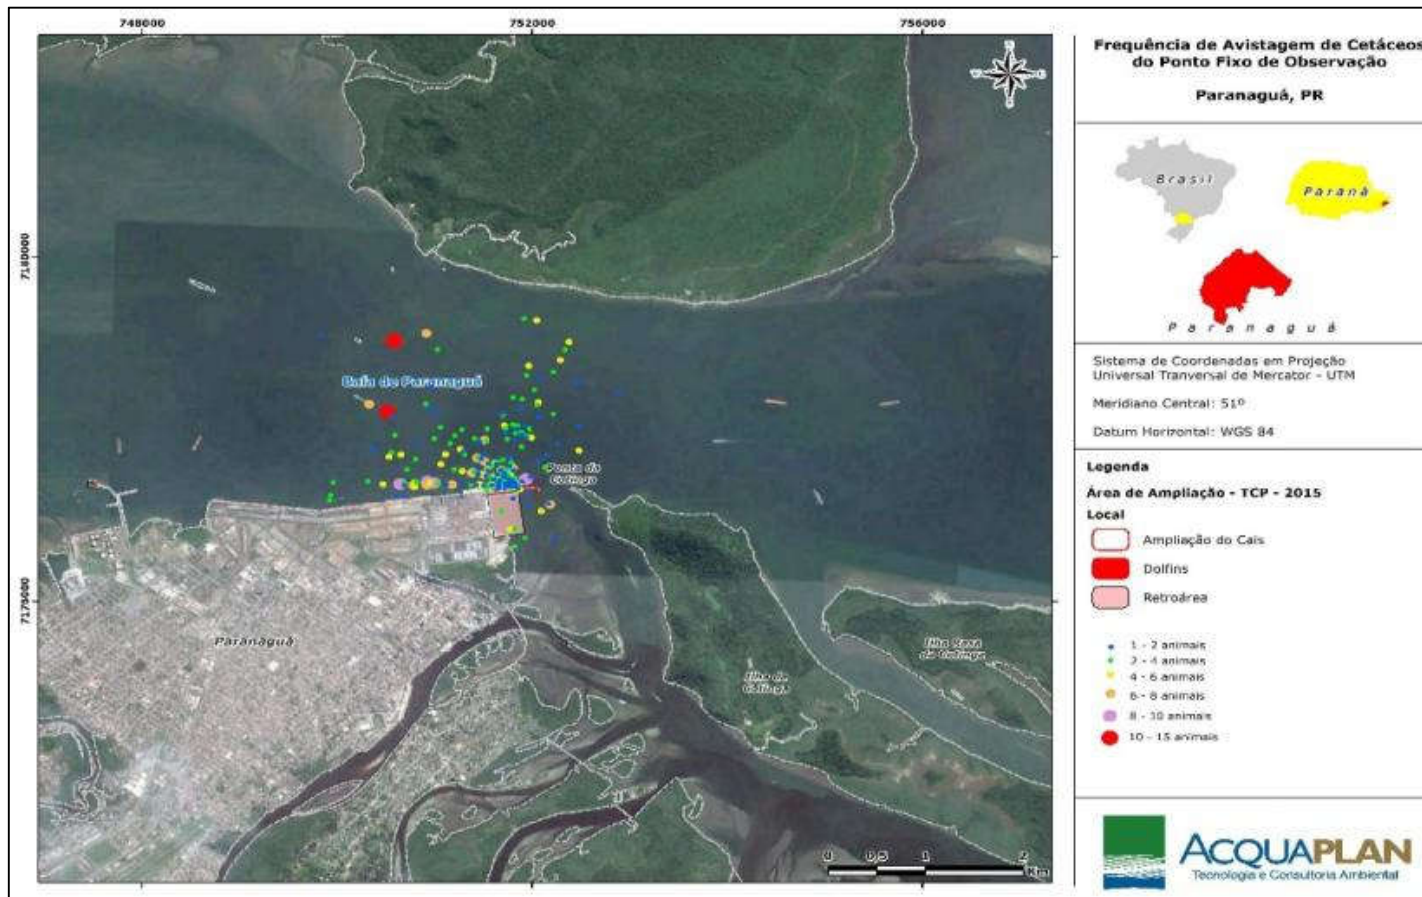 748000
752000
756000
7180000
7175000
Baía de Paranaguá
Ponta da
Cotinga
Paranaguá
Ilha Rasa
da Cotinga
Ilha da
Cotinga
0 0,5 1 2
Km
Frequência de Avistagem de Cetáceos
do Ponto Fixo de Observação
Paranaguá, PR
Brasil
Paraná
Paranaguá
Sistema de Coordenadas em Projeção
Universal Tranversal de Mercator - UTM
Meridiano Central: 51º
Datum Horizontal: WGS 84
Legenda
Área de Ampliação - TCP - 2015
Local
Ampliação do Cais
Dolfins
Retroárea
1 - 2 animais
2 - 4 animais
4 - 6 animais
6 - 8 animais
8 - 10 animais
10 - 15 animais
ACQUAPLAN
Tecnologia e Consultoria Ambiental